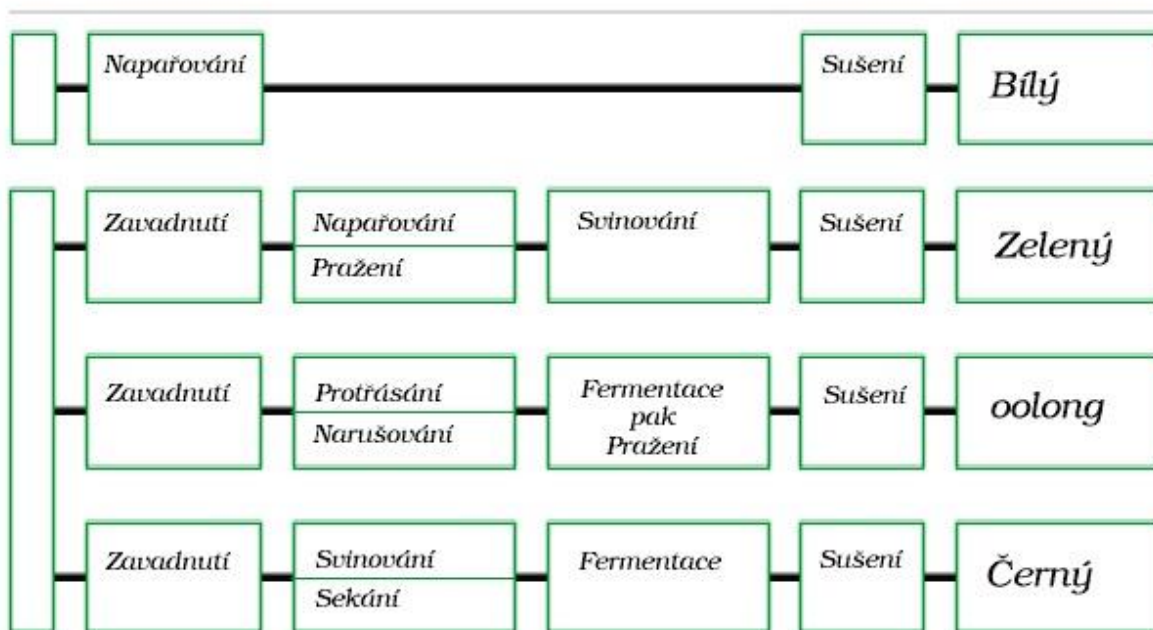 Napařování
Sušení
Bílý
Zavadnutí
Napařování
Pražení
Svinování
Sušení
Zelený
Zavadnutí
Protřásání
Narušování
Fermentace
pak
Pražení
Sušení
oolong
Zavadnutí
Svinování
Sekání
Fermentace
Sušení
Černý